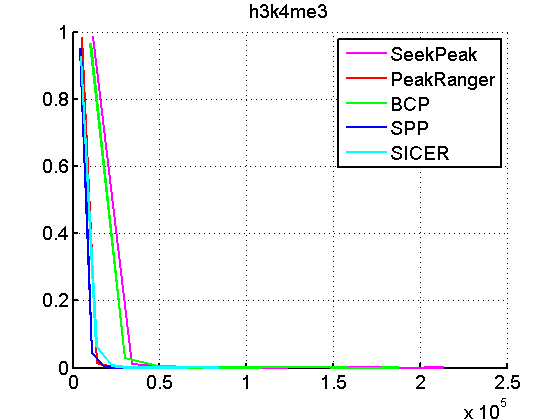 h3k4me3
1
0.8
0.6
0.4
0.2
0
SeekPeak
PeakRanger
BCP
SPP
SICER
0 0.5 1 1.5 2 2.5
x 10^5